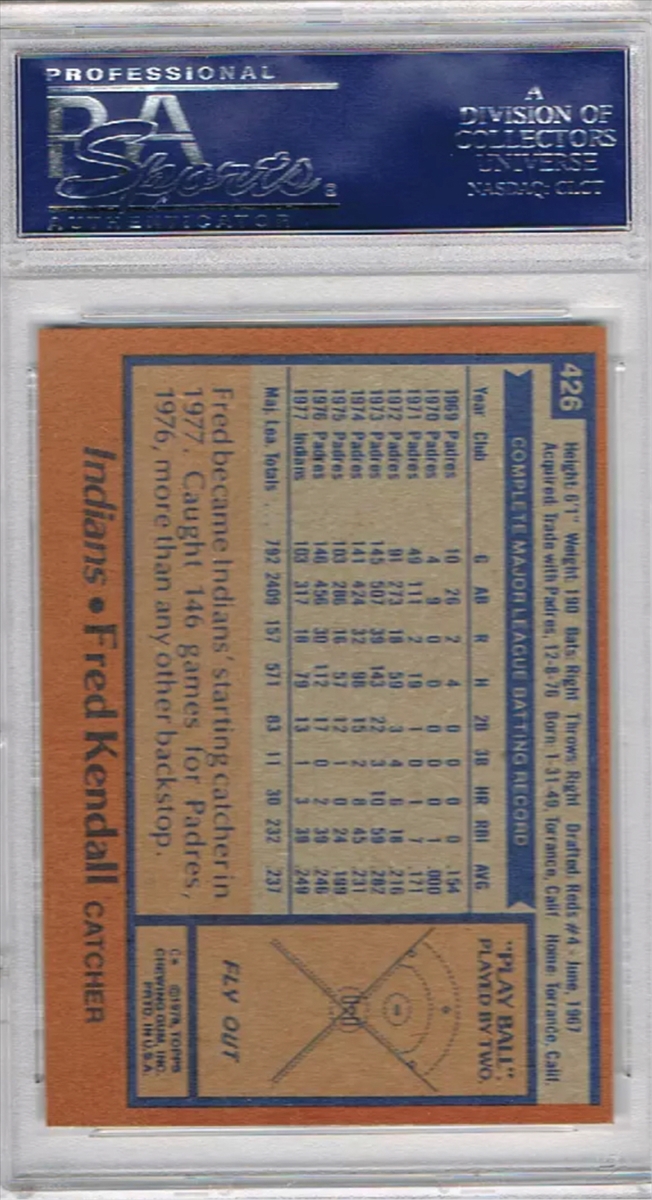 PROFESSIONAL
PSA
Sports®
AUTHENTICATOR
A
DIVISION OF
COLLECTORS
UNIVERSE
NASDAQ: CLCT
426
Height: 6'1" Weight: 190 Bats: Right Throws: Right Drafted: Reds #4 - June, 1967
Acquired: Trade with Padres, 12-8-76 Born: 1-31-49, Torrance, Calif. Home: Torrance, Calif.
COMPLETE MAJOR LEAGUE BATTING RECORD
Year Club G AB R H 2B 3B HR RBI AVG
1969 Padres 10 26 2 4 0 0 0 0 .154
1970 Padres 4 9 0 0 0 0 0 1 .000
1971 Padres 49 111 2 19 1 0 1 7 .171
1972 Padres 91 273 18 59 3 4 6 18 .216
1973 Padres 145 507 39 143 22 3 10 59 .282
1974 Padres 141 424 32 98 15 2 8 45 .231
1975 Padres 103 286 16 57 12 1 0 24 .199
1976 Padres 146 456 30 112 17 0 2 39 .246
1977 Indians 103 317 18 79 13 1 3 39 .249
Maj. Lea. Totals . . . 792 2409 157 571 83 11 30 232 .237
Fred became Indians' starting catcher in
1977. Caught 146 games for Padres,
1976, more than any other backstop.
"PLAY BALL"
PLAYED BY TWO.
FLY OUT
C* ©1978, TOPPS
CHEWING GUM, INC.
PRTD. IN U.S.A.
Indians • Fred Kendall CATCHER